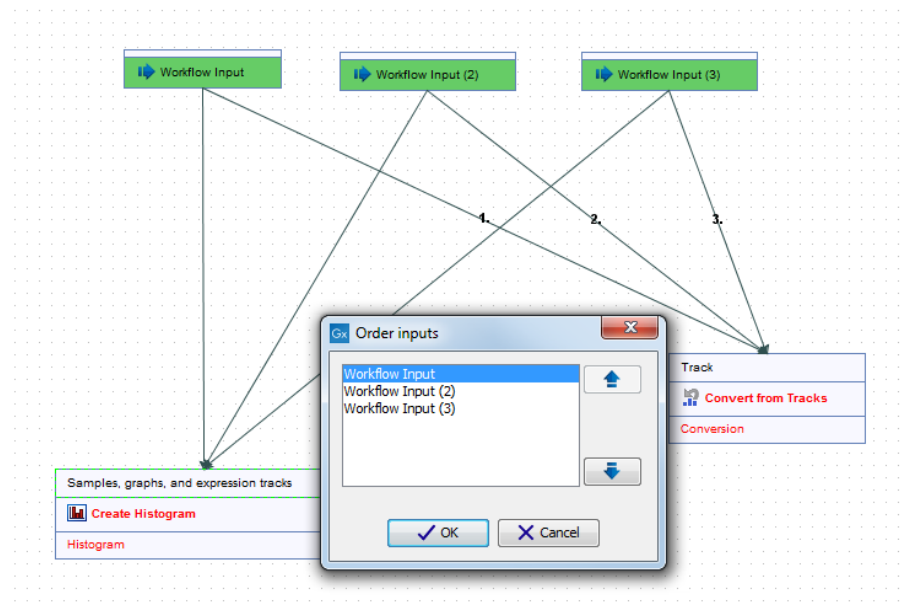 Workflow Input
Workflow Input (2)
Workflow Input (3)
1.
2.
3.
Gx Order inputs
X
Workflow Input
Workflow Input (2)
Workflow Input (3)
OK
Cancel
Track
Convert from Tracks
Conversion
Samples, graphs, and expression tracks
Create Histogram
Histogram